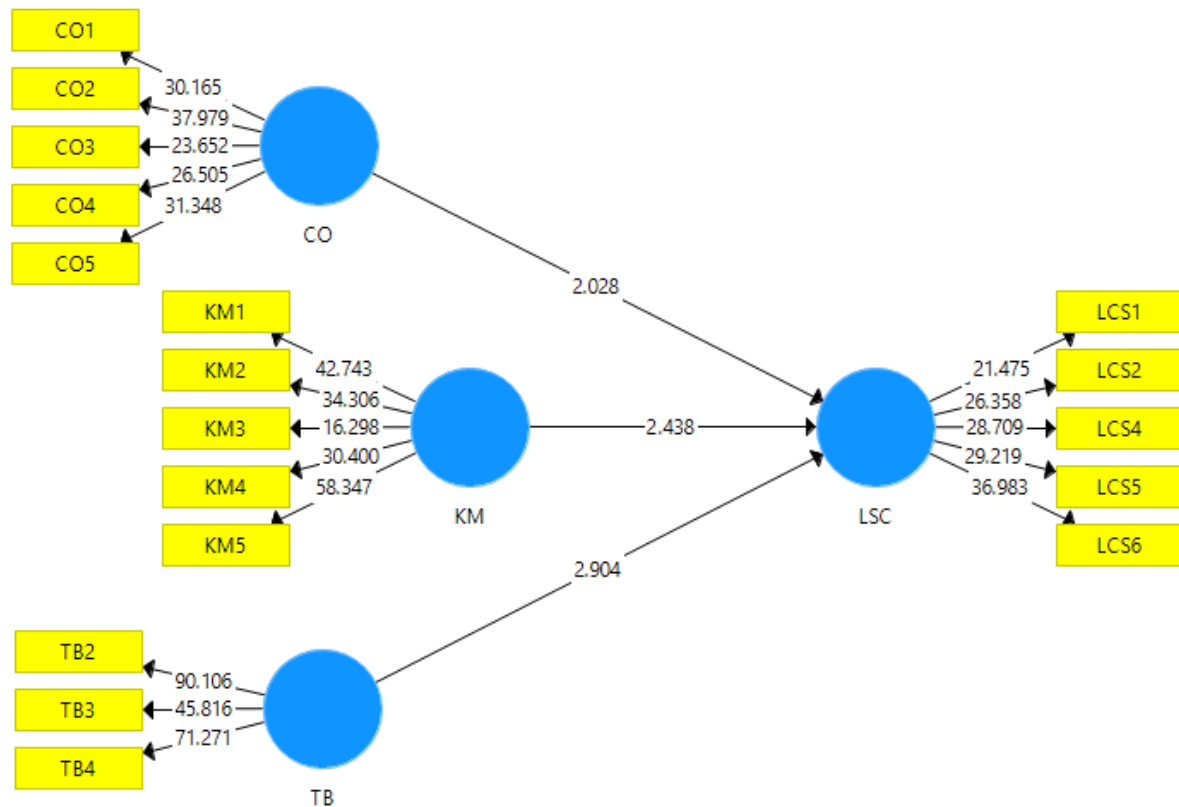 CO1
CO2
CO3
CO4
CO5
30.165
37.979
23.652
26.505
31.348
CO
2.028
KM1
KM2
KM3
KM4
KM5
42.743
34.306
16.298
30.400
58.347
KM
2.438
LSC
21.475
26.358
28.709
29.219
36.983
LCS1
LCS2
LCS4
LCS5
LCS6
2.904
TB2
TB3
TB4
90.106
45.816
71.271
TB